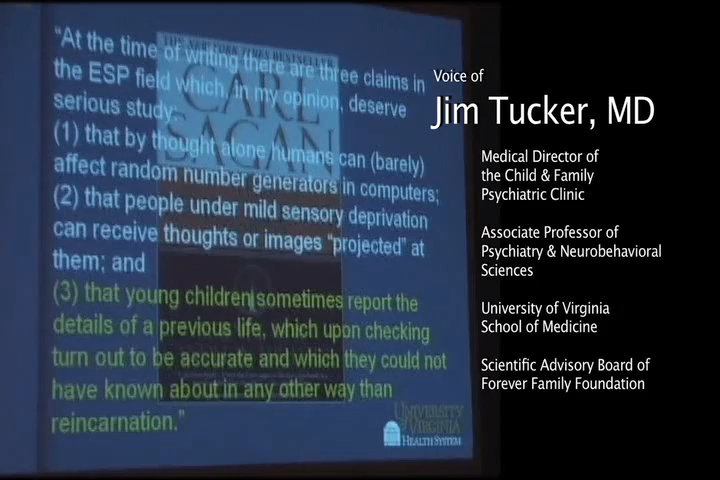 THE NEW YORK TIMES BESTSELLER
CARL
SAGAN
“At the time of writing there are three claims in
the ESP field which, in my opinion, deserve
serious study:
(1) that by thought alone humans can (barely)
affect random number generators in computers;
(2) that people under mild sensory deprivation
can receive thoughts or images “projected” at
them; and
(3) that young children sometimes report the
details of a previous life, which upon checking
turn out to be accurate and which they could not
have known about in any other way than
reincarnation.”
UNIVERSITY
of VIRGINIA
HEALTH SYSTEM
Voice of
Jim Tucker, MD
Medical Director of
the Child & Family
Psychiatric Clinic
Associate Professor of
Psychiatry & Neurobehavioral
Sciences
University of Virginia
School of Medicine
Scientific Advisory Board of
Forever Family Foundation